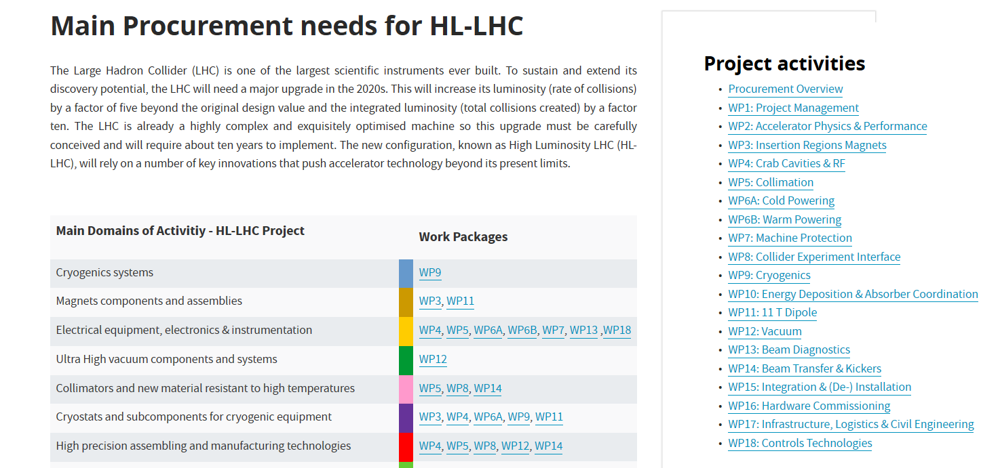 Main Procurement needs for HL-LHC
The Large Hadron Collider (LHC) is one of the largest scientific instruments ever built. To sustain and extend its
discovery potential, the LHC will need a major upgrade in the 2020s. This will increase its luminosity (rate of collisions)
by a factor of five beyond the original design value and the integrated luminosity (total collisions created) by a factor
ten. The LHC is already a highly complex and exquisitely optimised machine so this upgrade must be carefully
conceived and will require about ten years to implement. The new configuration, known as High Luminosity LHC (HL-
LHC), will rely on a number of key innovations that push accelerator technology beyond its present limits.
Main Domains of Activitiy - HL-LHC Project
Work Packages
Cryogenics systems
WP9
Magnets components and assemblies
WP3, WP11
Electrical equipment, electronics & instrumentation
WP4, WP5, WP6A, WP6B, WP7, WP13 ,WP18
Ultra High vacuum components and systems
WP12
Collimators and new material resistant to high temperatures
WP5, WP8, WP14
Cryostats and subcomponents for cryogenic equipment
WP3, WP4, WP6A, WP9, WP11
High precision assembling and manufacturing technologies
WP4, WP5, WP8, WP12, WP14
Project activities
• Procurement Overview
• WP1: Project Management
• WP2: Accelerator Physics & Performance
• WP3: Insertion Regions Magnets
• WP4: Crab Cavities & RF
• WP5: Collimation
• WP6A: Cold Powering
• WP6B: Warm Powering
• WP7: Machine Protection
• WP8: Collider Experiment Interface
• WP9: Cryogenics
• WP10: Energy Deposition & Absorber Coordination
• WP11: 11 T Dipole
• WP12: Vacuum
• WP13: Beam Diagnostics
• WP14: Beam Transfer & Kickers
• WP15: Integration & (De-) Installation
• WP16: Hardware Commissioning
• WP17: Infrastructure, Logistics & Civil Engineering
• WP18: Controls Technologies